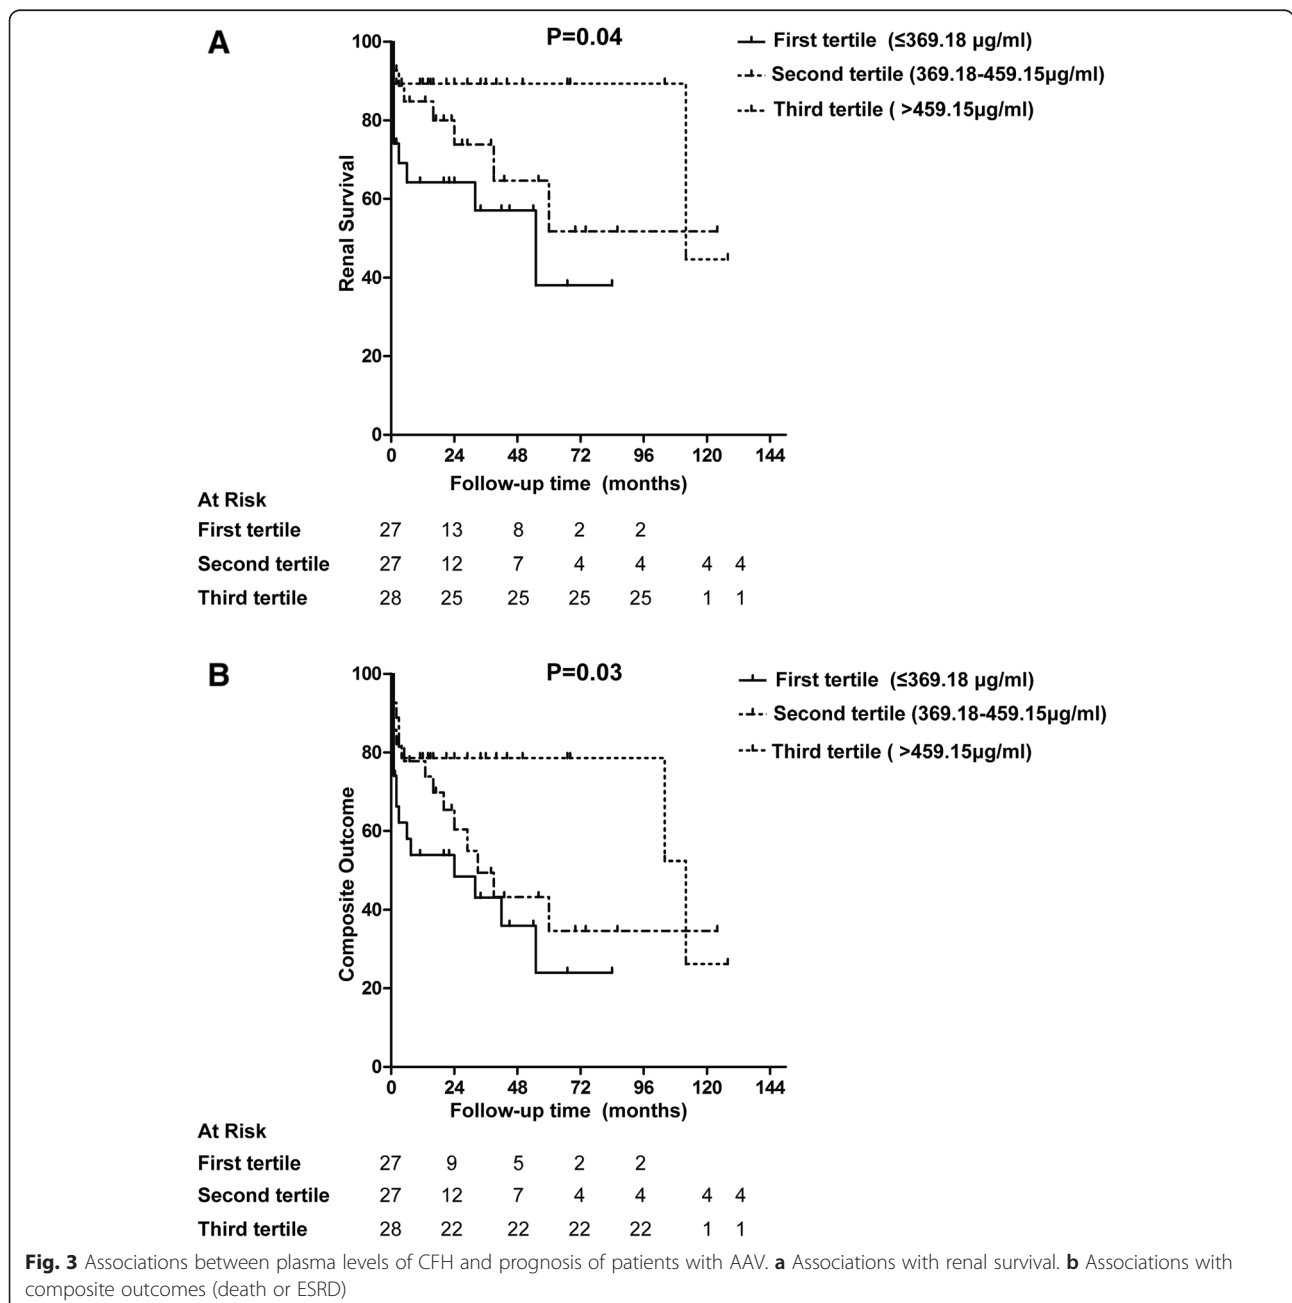 A
P=0.04
First tertile (≤369.18 µg/ml)
Second tertile (369.18-459.15µg/ml)
Third tertile ( >459.15µg/ml)
100
80
60
40
20
0
Renal Survival
0 24 48 72 96 120 144
Follow-up time (months)
At Risk
First tertile 27 13 8 2 2
Second tertile 27 12 7 4 4 4 4
Third tertile 28 25 25 25 25 1 1
B
P=0.03
First tertile (≤369.18 µg/ml)
Second tertile (369.18-459.15µg/ml)
Third tertile ( >459.15µg/ml)
100
80
60
40
20
0
Composite Outcome
0 24 48 72 96 120 144
Follow-up time (months)
At Risk
First tertile 27 9 5 2 2
Second tertile 27 12 7 4 4 4 4
Third tertile 28 22 22 22 22 1 1
Fig. 3 Associations between plasma levels of CFH and prognosis of patients with AAV. a Associations with renal survival. b Associations with
composite outcomes (death or ESRD)